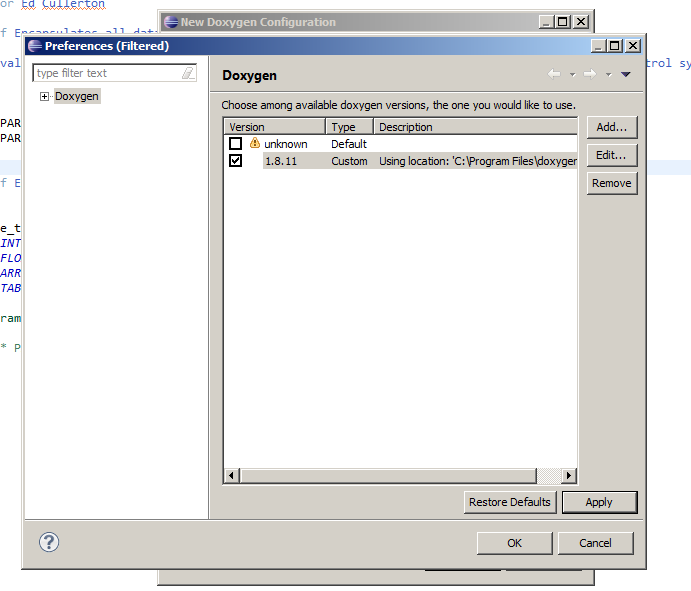 or Ed Cullerton
New Doxygen Configuration
f Encapsulates all data
Preferences (Filtered)
val
trol sy
type filter text
Doxygen
Doxygen
Choose among available doxygen versions, the one you would like to use.
Version Type Description
Add...
unknown Default
1.8.11 Custom Using location: 'C:\Program Files\doxygen
Edit...
Remove
PAR
PAR
f E
e_t
INT
FLO
ARR
TAB
ram
* P
Restore Defaults Apply
OK Cancel